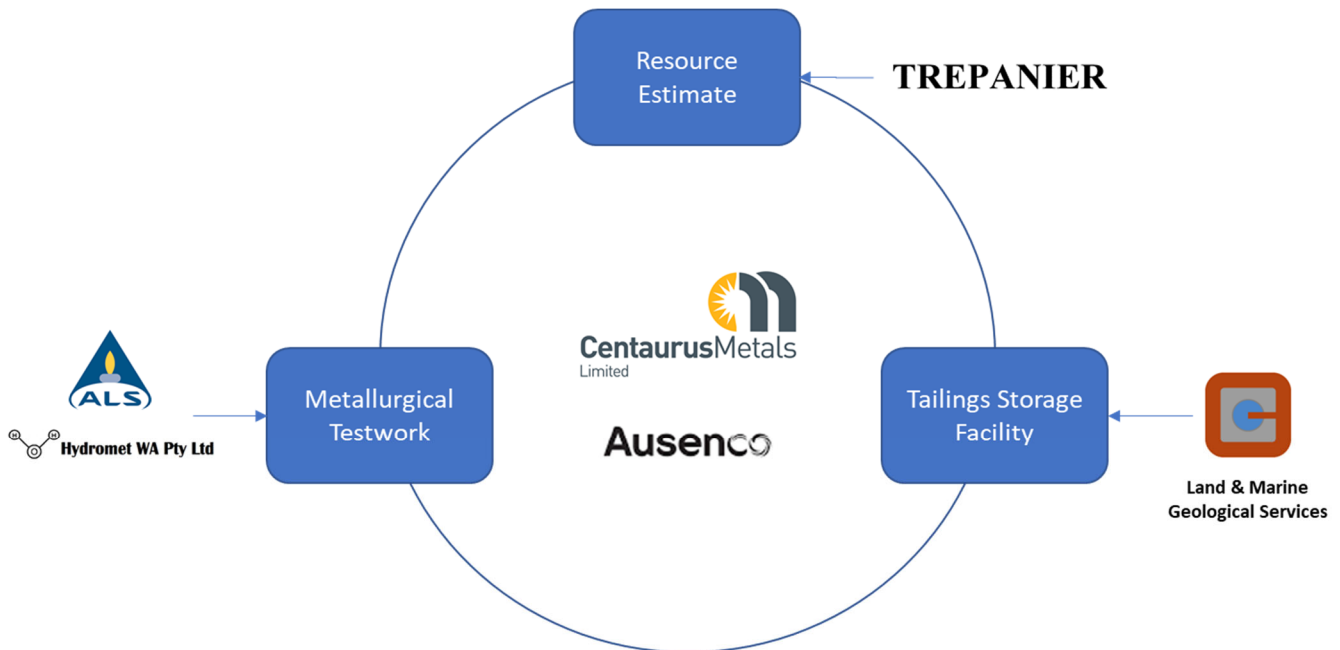 Resource
Estimate
TREPANIER
CentaurusMetals
Limited
ALS
Metallurgical
Testwork
Tailings Storage
Facility
Ausenco
H H
O
Hydromet WA Pty Ltd
Land & Marine
Geological Services